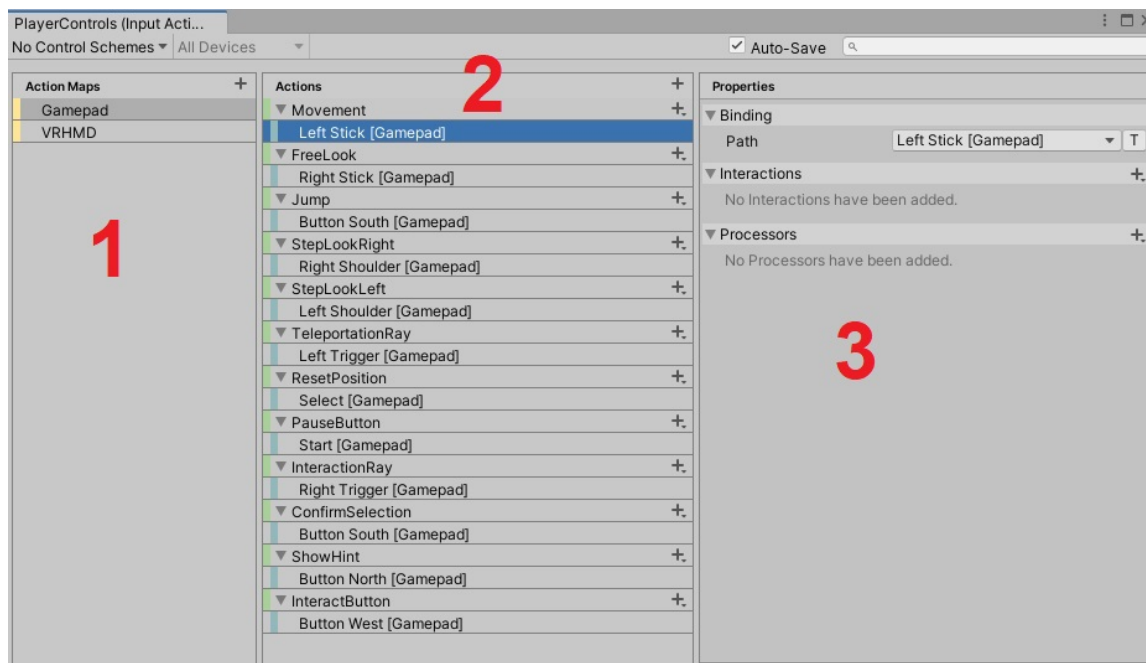 PlayerControls (Input Acti...
No Control Schemes All Devices
Auto-Save
Action Maps +
Gamepad
VRHMD
1
Actions +
2
Movement +
Left Stick [Gamepad]
FreeLook +
Right Stick [Gamepad]
Jump +
Button South [Gamepad]
StepLookRight +
Right Shoulder [Gamepad]
StepLookLeft +
Left Shoulder [Gamepad]
TeleportationRay +
Left Trigger [Gamepad]
ResetPosition +
Select [Gamepad]
PauseButton +
Start [Gamepad]
InteractionRay +
Right Trigger [Gamepad]
ConfirmSelection +
Button South [Gamepad]
ShowHint +
Button North [Gamepad]
InteractButton +
Button West [Gamepad]
Properties
Binding
Path Left Stick [Gamepad] T
Interactions +
No Interactions have been added.
Processors +
No Processors have been added.
3